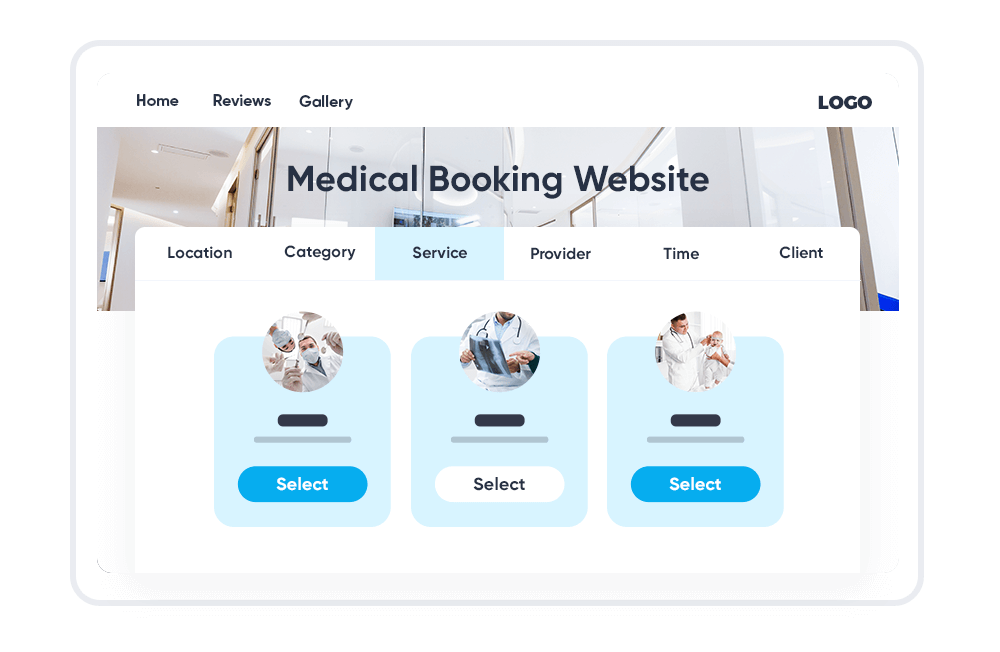 Home Reviews Gallery LOGO
Medical Booking Website
Location Category Service Provider Time Client
Select Select Select